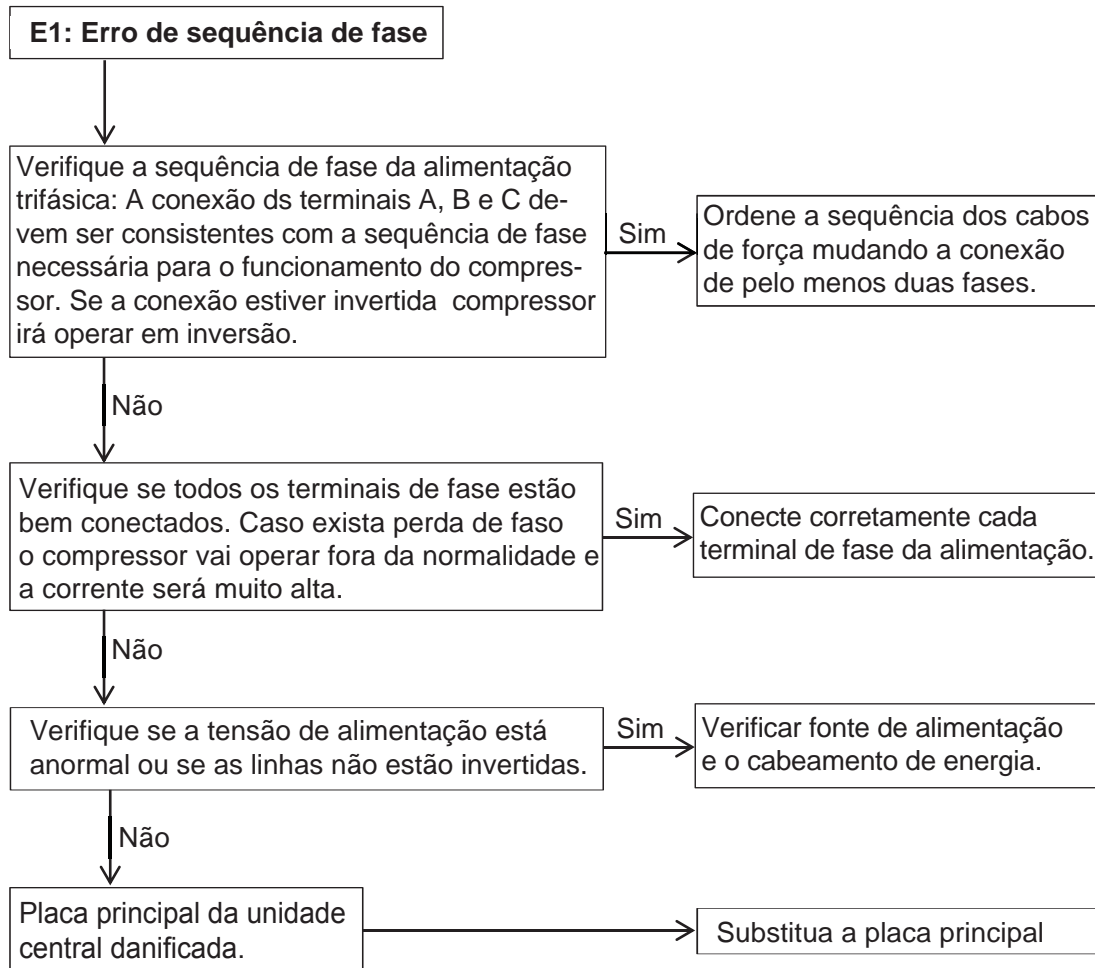 E1: Erro de sequência de fase
Verifique a sequência de fase da alimentação
trifásica: A conexão ds terminais A, B e C de-
vem ser consistentes com a sequência de fase
necessária para o funcionamento do compres-
sor. Se a conexão estiver invertida compressor
irá operar em inversão.
Sim
Ordene a sequência dos cabos
de força mudando a conexão
de pelo menos duas fases.
Não
Verifique se todos os terminais de fase estão
bem conectados. Caso exista perda de faso
o compressor vai operar fora da normalidade e
a corrente será muito alta.
Sim
Conecte corretamente cada
terminal de fase da alimentação.
Não
Verifique se a tensão de alimentação está
anormal ou se as linhas não estão invertidas.
Sim
Verificar fonte de alimentação
e o cabeamento de energia.
Não
Placa principal da unidade
central danificada.
Substitua a placa principal